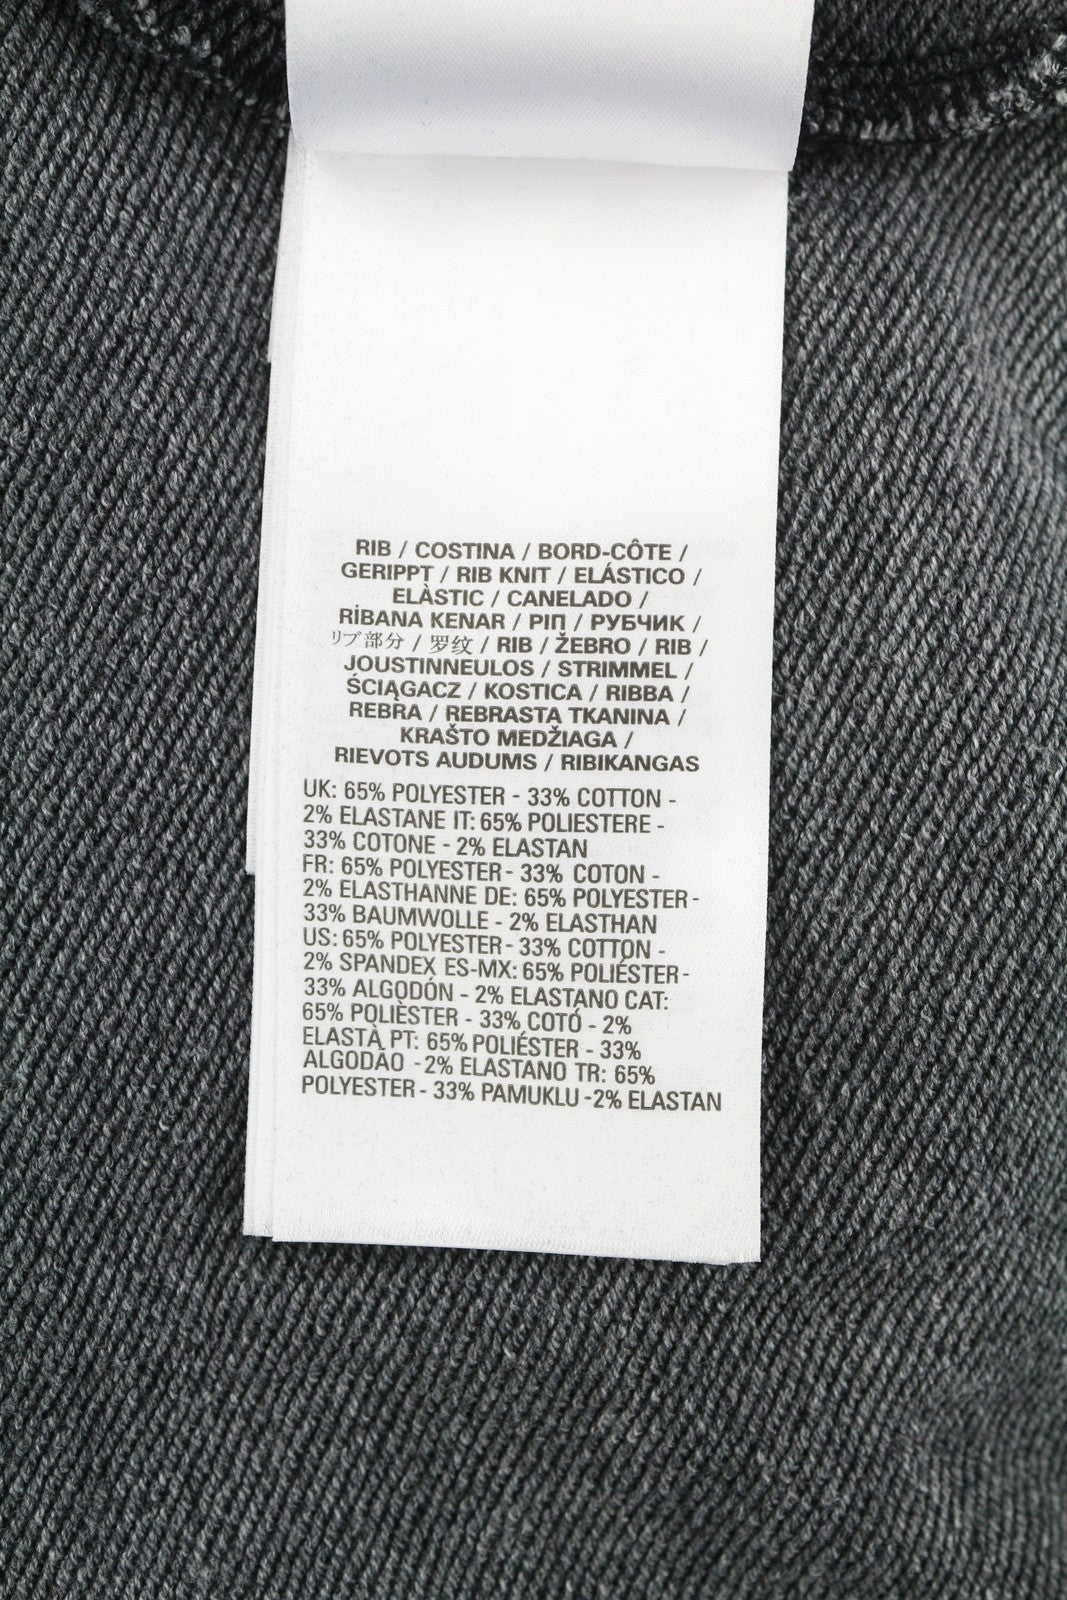 RIB / COSTINA / BORD-CÔTE /
GERIPPT / RIB KNIT / ELÁSTICO /
ELÀSTIC / CANELADO /
RİBANA KENAR / РІП / РУБЧИК /
リブ部分 / 罗纹 / RIB / ŽEBRO / RIB /
JOUSTINNEULOS / STRIMMEL /
ŚCIĄGACZ / KOSTICA / RIBBA /
REBRA / REBRASTA TKANINA /
KRAŠTO MEDŽIAGA /
RIEVOTS AUDUMS / RIBIKANGAS
UK: 65% POLYESTER - 33% COTTON -
2% ELASTANE IT: 65% POLIESTERE -
33% COTONE - 2% ELASTAN
FR: 65% POLYESTER - 33% COTON -
2% ELASTHANNE DE: 65% POLYESTER -
33% BAUMWOLLE - 2% ELASTHAN
US: 65% POLYESTER - 33% COTTON -
2% SPANDEX ES-MX: 65% POLIÉSTER -
33% ALGODÓN - 2% ELASTANO CAT:
65% POLIÈSTER - 33% COTÓ - 2%
ELASTÀ PT: 65% POLIÉSTER - 33%
ALGODÃO - 2% ELASTANO TR: 65%
POLYESTER - 33% PAMUKLU -2% ELASTAN